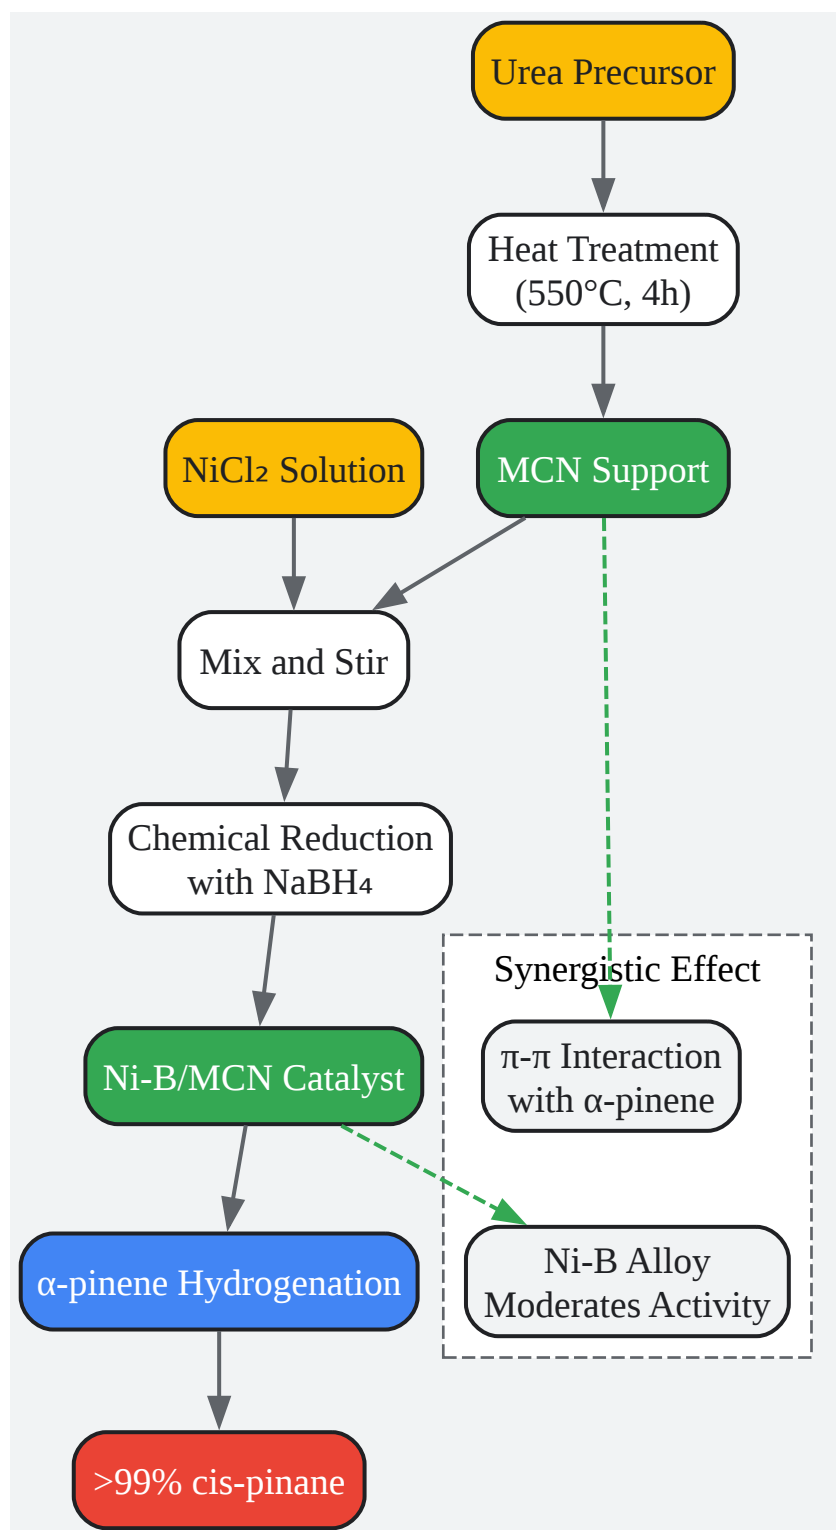 Urea Precursor
Heat Treatment
(550°C, 4h)
NiCl₂ Solution
MCN Support
Mix and Stir
Chemical Reduction
with NaBH₄
Synergistic Effect
π-π Interaction
with α-pinene
Ni-B/MCN Catalyst
Ni-B Alloy
Moderates Activity
α-pinene Hydrogenation
>99% cis-pinane